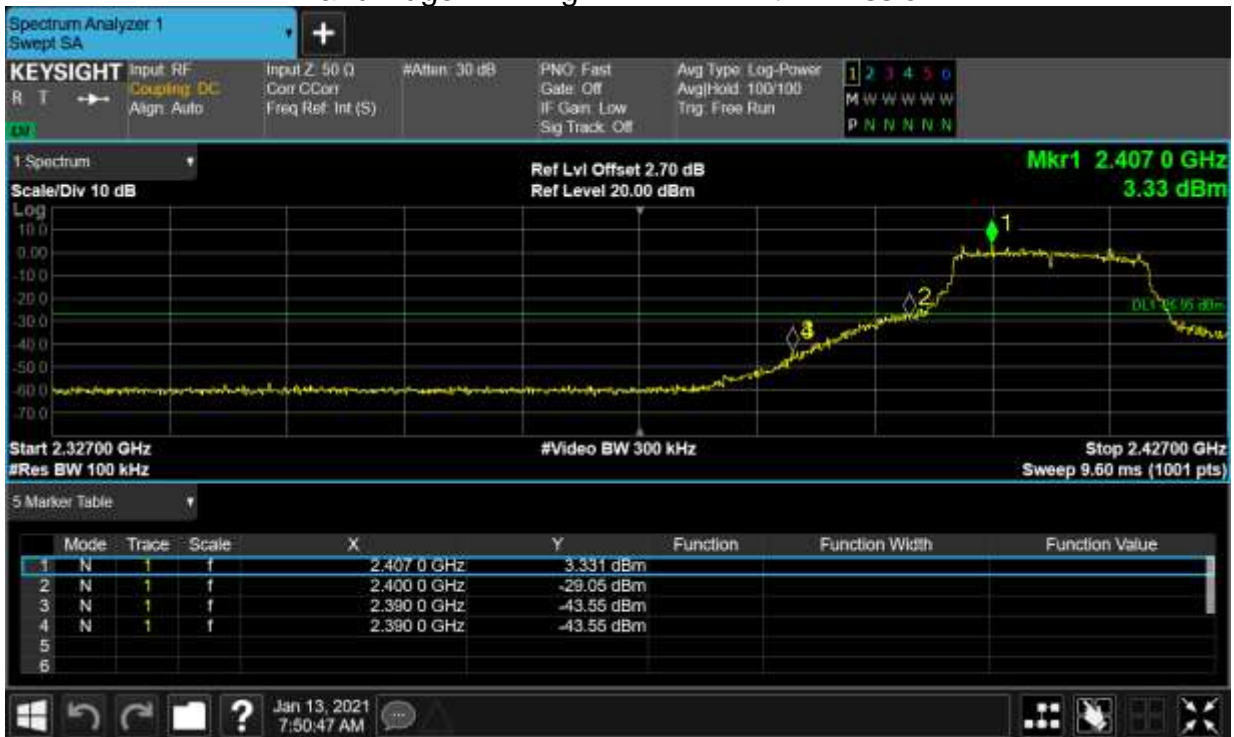 Spectrum Analyzer 1
Swept SA
+
KEYSIGHT
R T
Input: RF
Coupling: DC
Align: Auto
Input Z: 50 Ω
Corr CCorr
Freq Ref: Int (S)
#Atten: 30 dB
PNO: Fast
Gate: Off
IF Gain: Low
Sig Track: Off
Avg Type: Log-Power
Avg|Hold: 100/100
Trig: Free Run
1 2 3 4 5 6
M W W W W W
P N N N N N
1 Spectrum
Scale/Div 10 dB
Ref Lvl Offset 2.70 dB
Ref Level 20.00 dBm
Mkr1 2.407 0 GHz
3.33 dBm
Log
10.0
0.00
-10.0
-20.0
-30.0
-40.0
-50.0
-60.0
-70.0
1
2
DL1 -26.95 dBm
Start 2.32700 GHz
#Res BW 100 kHz
#Video BW 300 kHz
Stop 2.42700 GHz
Sweep 9.60 ms (1001 pts)
5 Marker Table
Mode Trace Scale X Y Function Function Width Function Value
1 N 1 f 2.407 0 GHz 3.331 dBm
2 N 1 f 2.400 0 GHz -29.05 dBm
3 N 1 f 2.390 0 GHz -43.55 dBm
4 N 1 f 2.390 0 GHz -43.55 dBm
5
6
?
Jan 13, 2021
7:50:47 AM